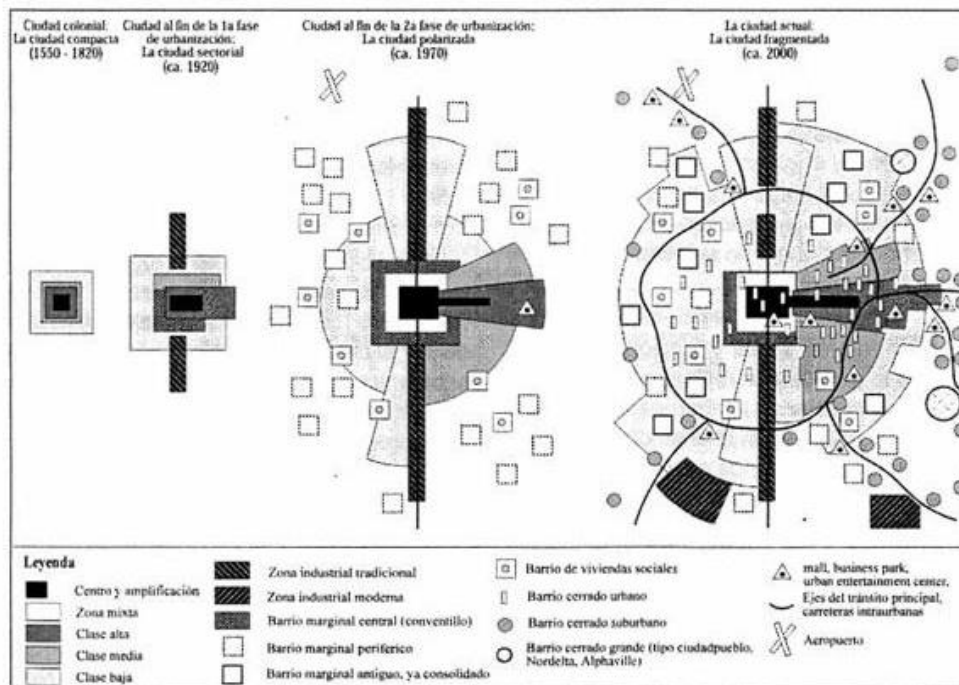 Ciudad colonial:
La ciudad compacta
(1550 - 1820)
Ciudad al fin de la 1a fase
de urbanización:
La ciudad sectorial
(ca. 1920)
Ciudad al fin de la 2a fase de urbanización:
La ciudad polarizada
(ca. 1970)
La ciudad actual:
La ciudad fragmentada
(ca. 2000)
Leyenda
Centro y amplificación
Zona mixta
Clase alta
Clase media
Clase baja
Zona industrial tradicional
Zona industrial moderna
Barrio marginal central (conventillo)
Barrio marginal periférico
Barrio marginal antiguo, ya consolidado
Barrio de viviendas sociales
Barrio cerrado urbano
Barrio cerrado suburbano
Barrio cerrado grande (tipo ciudadpueblo,
Nordelta, Alphaville)
mall, business park,
urban entertainment center,
Ejes del tránsito principal,
carreteras intraurbanas
Aeropuerto